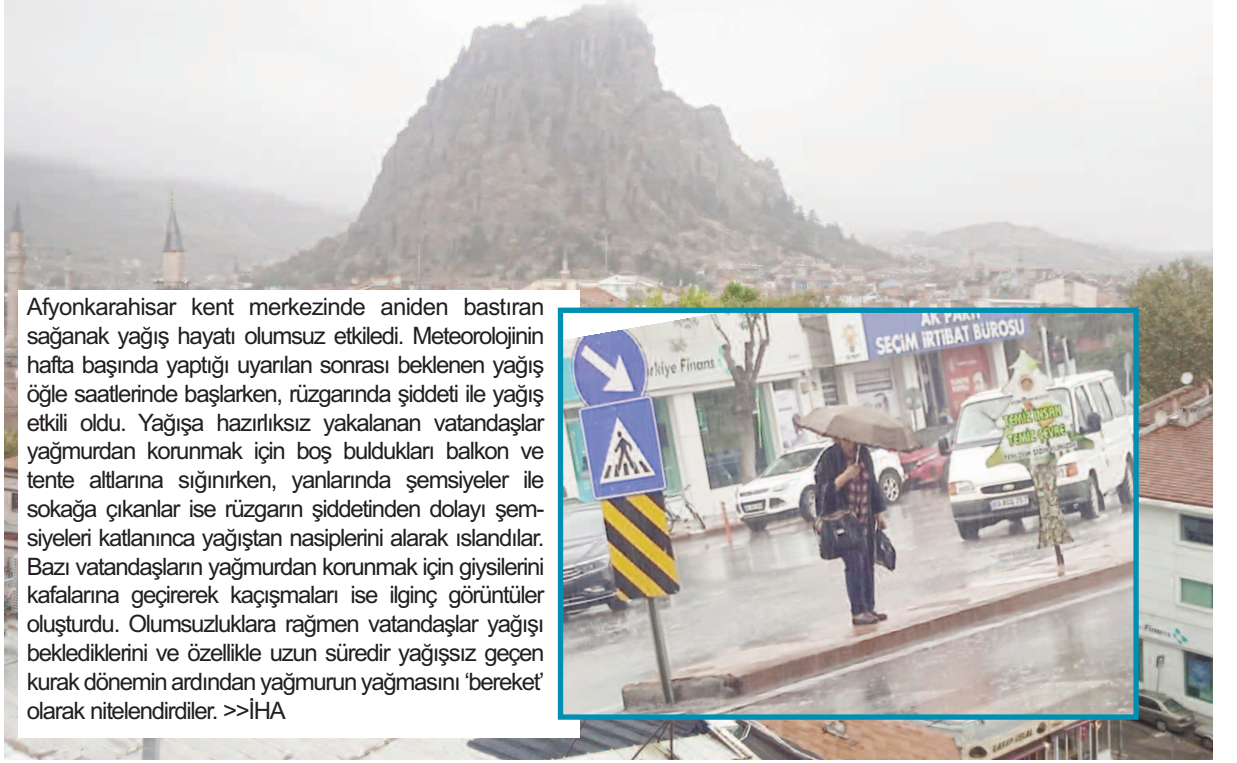 Afyonkarahisar kent merkezinde aniden bastıran
sağanak yağış hayatı olumsuz etkiledi. Meteorolojinin
hafta başında yaptığı uyarılan sonrası beklenen yağış
öğle saatlerinde başlarken, rüzgarında şiddeti ile yağış
etkili oldu. Yağışa hazırlıksız yakalanan vatandaşlar
yağmurdan korunmak için boş buldukları balkon ve
tente altlarına sığınırken, yanlarında şemsiyeler ile
sokağa çıkanlar ise rüzgarın şiddetinden dolayı şem-
siyeleri katlanınca yağıştan nasiplerini alarak ıslandılar.
Bazı vatandaşların yağmurdan korunmak için giysilerini
kafalarına geçirerek kaçışmaları ise ilginç görüntüler
oluşturdu. Olumsuzluklara rağmen vatandaşlar yağışı
beklediklerini ve özellikle uzun süredir yağışsız geçen
kurak dönemin ardından yağmurun yağmasını ‘bereket’
olarak nitelendirdiler. >>İHA
AK PARTİ
SEÇİM İRTİBAT BÜROSU
rkiye Finans
TEMİZ İNSAN
TEMİZ ÇEVRE
Finans